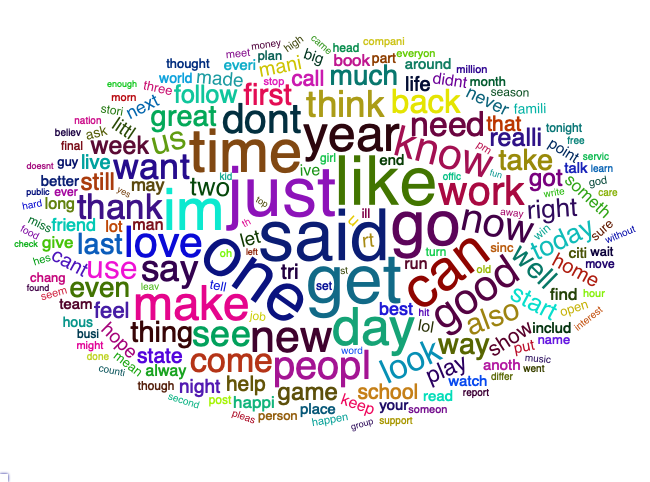 money high came head compani
meet plan big book part everyon
thought everi mani call much around million
enough world made life didnt month
morn three next follow first think back never season
stori littl great dont year need that famili
nation ask us time know realli tonight
believ week want just like pm take point free
final guy live ive girl end work got talk servic
doesnt better still may two kid offic fun someth learn
public ever thank im top ill said go now right write god
hard long yes man u away win care
miss friend lot love th let rt sinc today sure without
food give last oh left one get can well citi wait
check cant say tri run turn old home move
hes use tell st set good start find hour
chang even leav make best hit also open
found seem team feel job day lol way show includ interest
hous hope thing see new word look put name
busi state come peopl play anoth music
might mean alway night help game watch went
done though school differ
counti second post happi place keep your read report
pleas person happen group support someon
stop